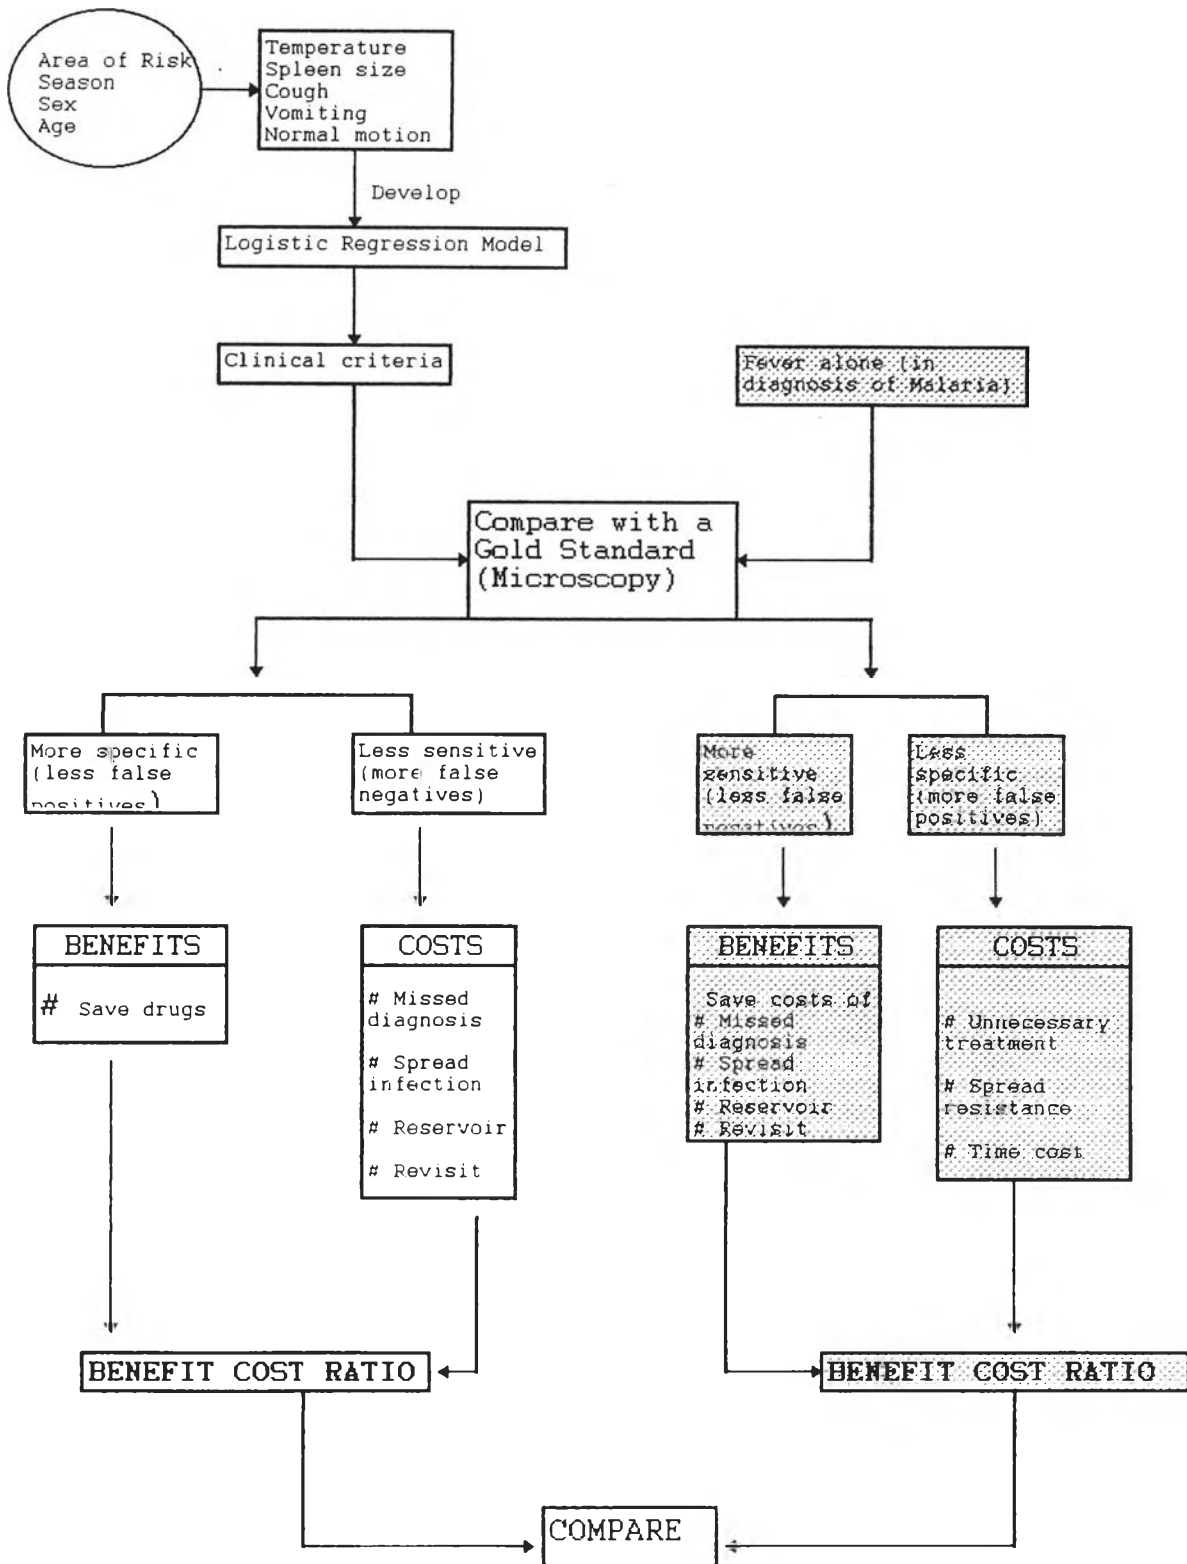 Area of Risk
Season
Sex
Age
Temperature
Spleen size
Cough
Vomiting
Normal motion
Develop
Logistic Regression Model
Clinical criteria
Fever alone (in
diagnosis of Malaria)
Compare with a
Gold Standard
(Microscopy)
More specific
(less false
positives)
Less sensitive
(more false
negatives)
More
sensitive
(less false
negatives)
Less
specific
(more false
positives)
BENEFITS
# Save drugs
COSTS
# Missed
diagnosis
# Spread
infection
# Reservoir
# Revisit
BENEFITS
Save costs of
# Missed
diagnosis
# Spread
infection
# Reservoir
# Revisit
COSTS
# Unnecessary
treatment
# Spread
resistance
# Time cost
BENEFIT COST RATIO
BENEFIT COST RATIO
COMPARE